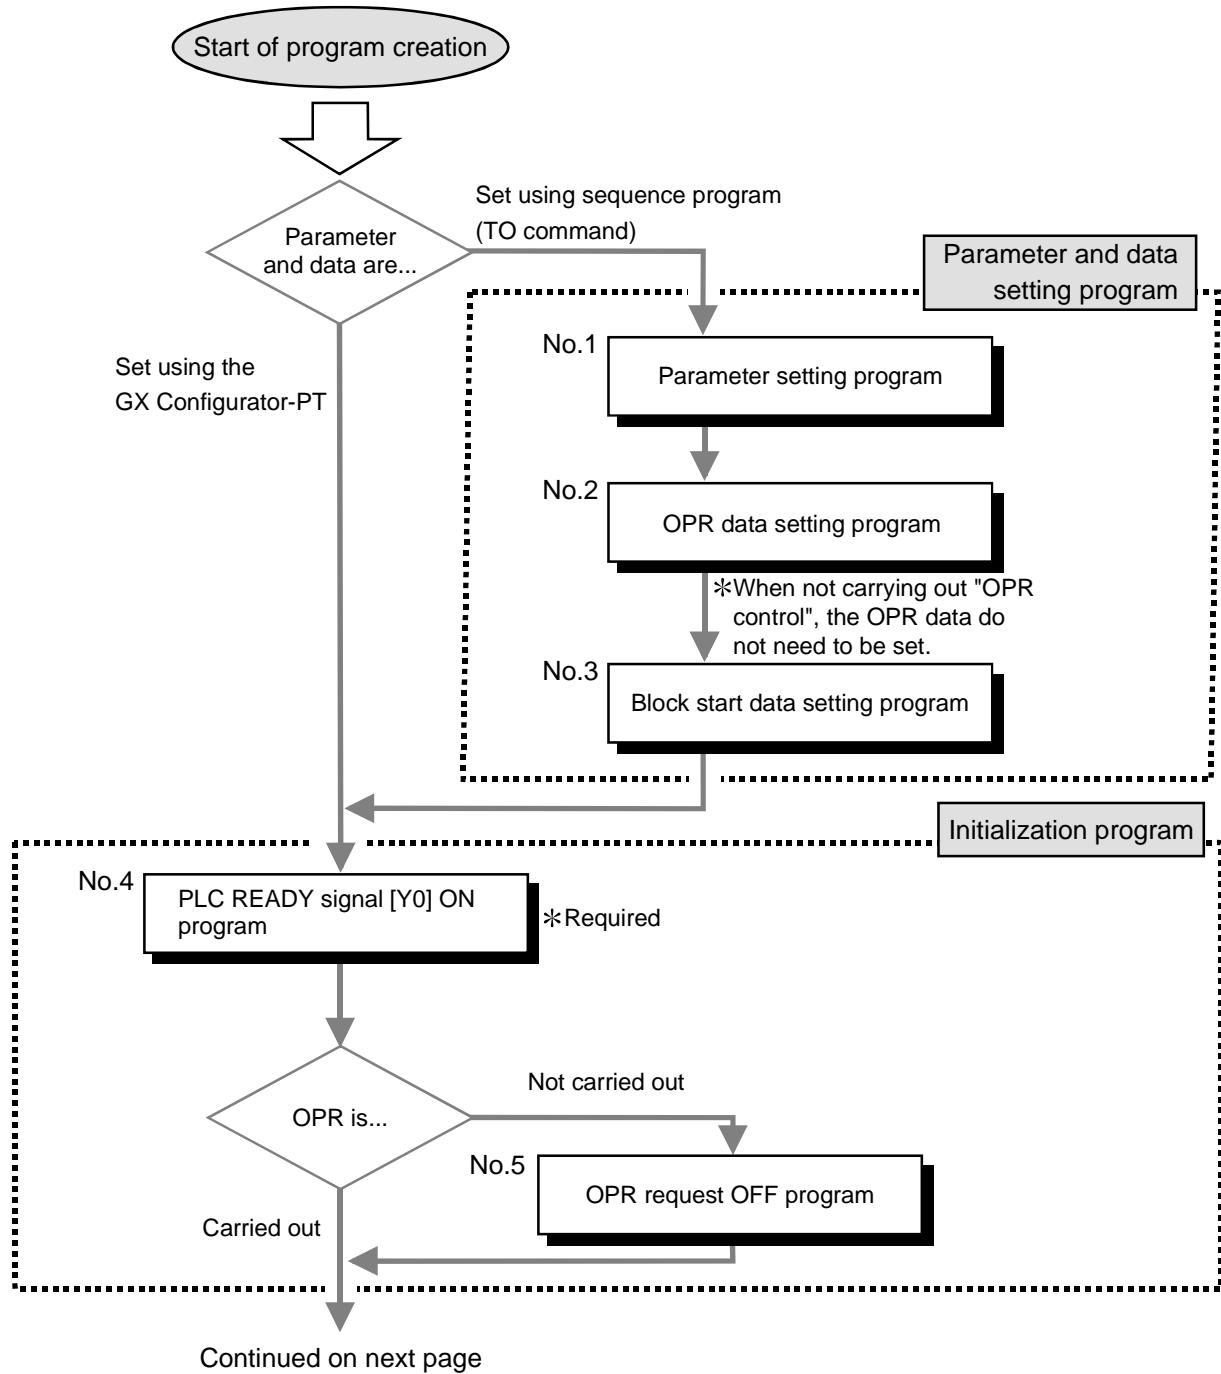 Start of program creation
Parameter
and data are...
Set using sequence program
(TO command)
Parameter and data
setting program
Set using the
GX Configurator-PT
No.1
Parameter setting program
No.2
OPR data setting program
*When not carrying out "OPR
control", the OPR data do
not need to be set.
No.3
Block start data setting program
Initialization program
No.4
PLC READY signal [Y0] ON
program
*Required
OPR is...
Not carried out
No.5
OPR request OFF program
Carried out
Continued on next page